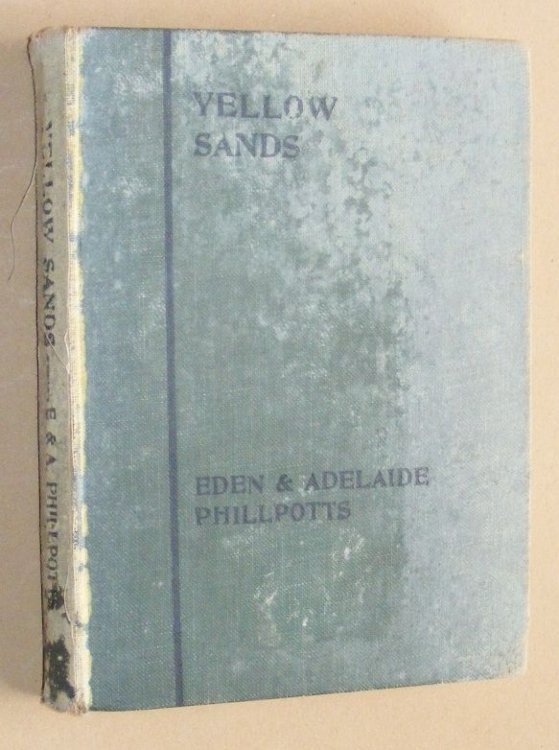 YELLOW
SANDS
EDEN & ADELAIDE
PHILLPOTTS
YELLOW SANDS — E & A PHILLPOTTS